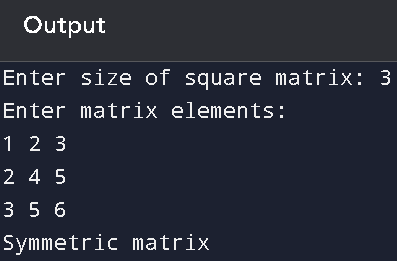 Output
Enter size of square matrix: 3
Enter matrix elements:
1 2 3
2 4 5
3 5 6
Symmetric matrix